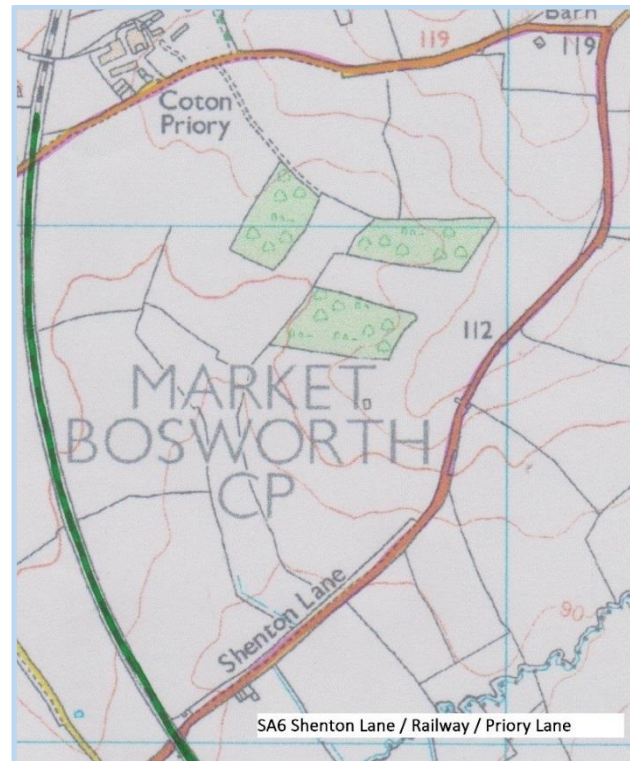 Barn
119
119
Coton
Priory
112
MARKET
BOSWORTH
CP
Shenton Lane
90
SA6 Shenton Lane / Railway / Priory Lane